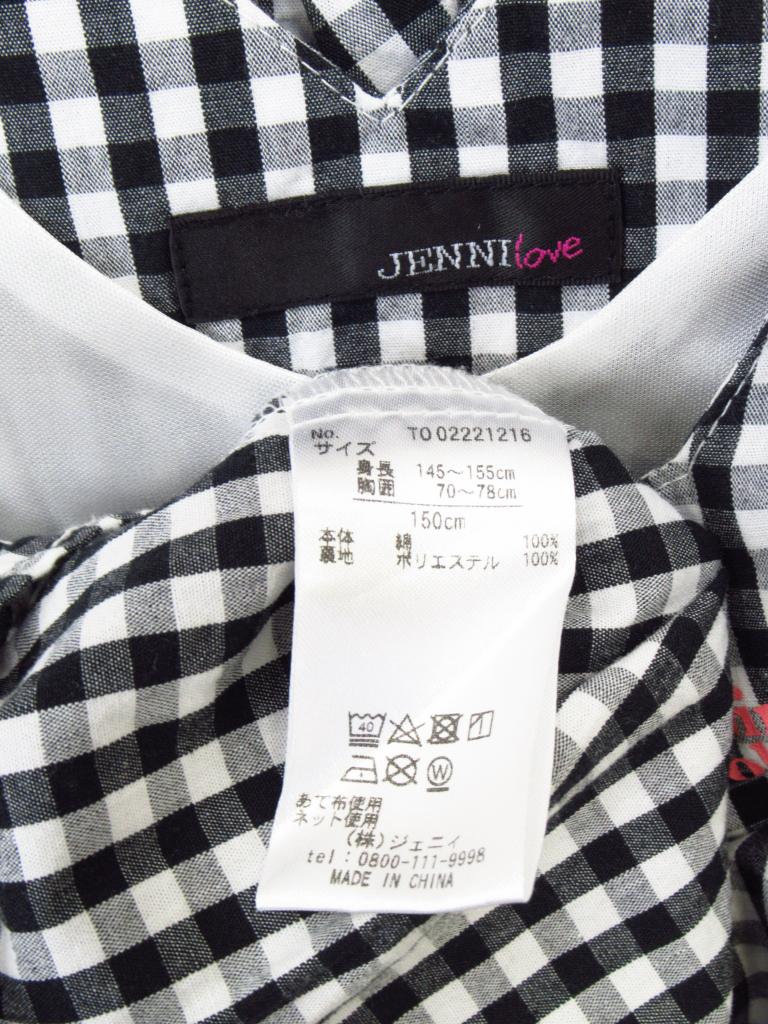 JENNI love
No. T002221216
サイズ
身長 145～155cm
胸囲 70～78cm
150cm
本体 綿 100%
裏地 ポリエステル 100%
40
W
あて布使用
ネット使用
(株)ジェニィ
tel:0800-111-9998
MADE IN CHINA